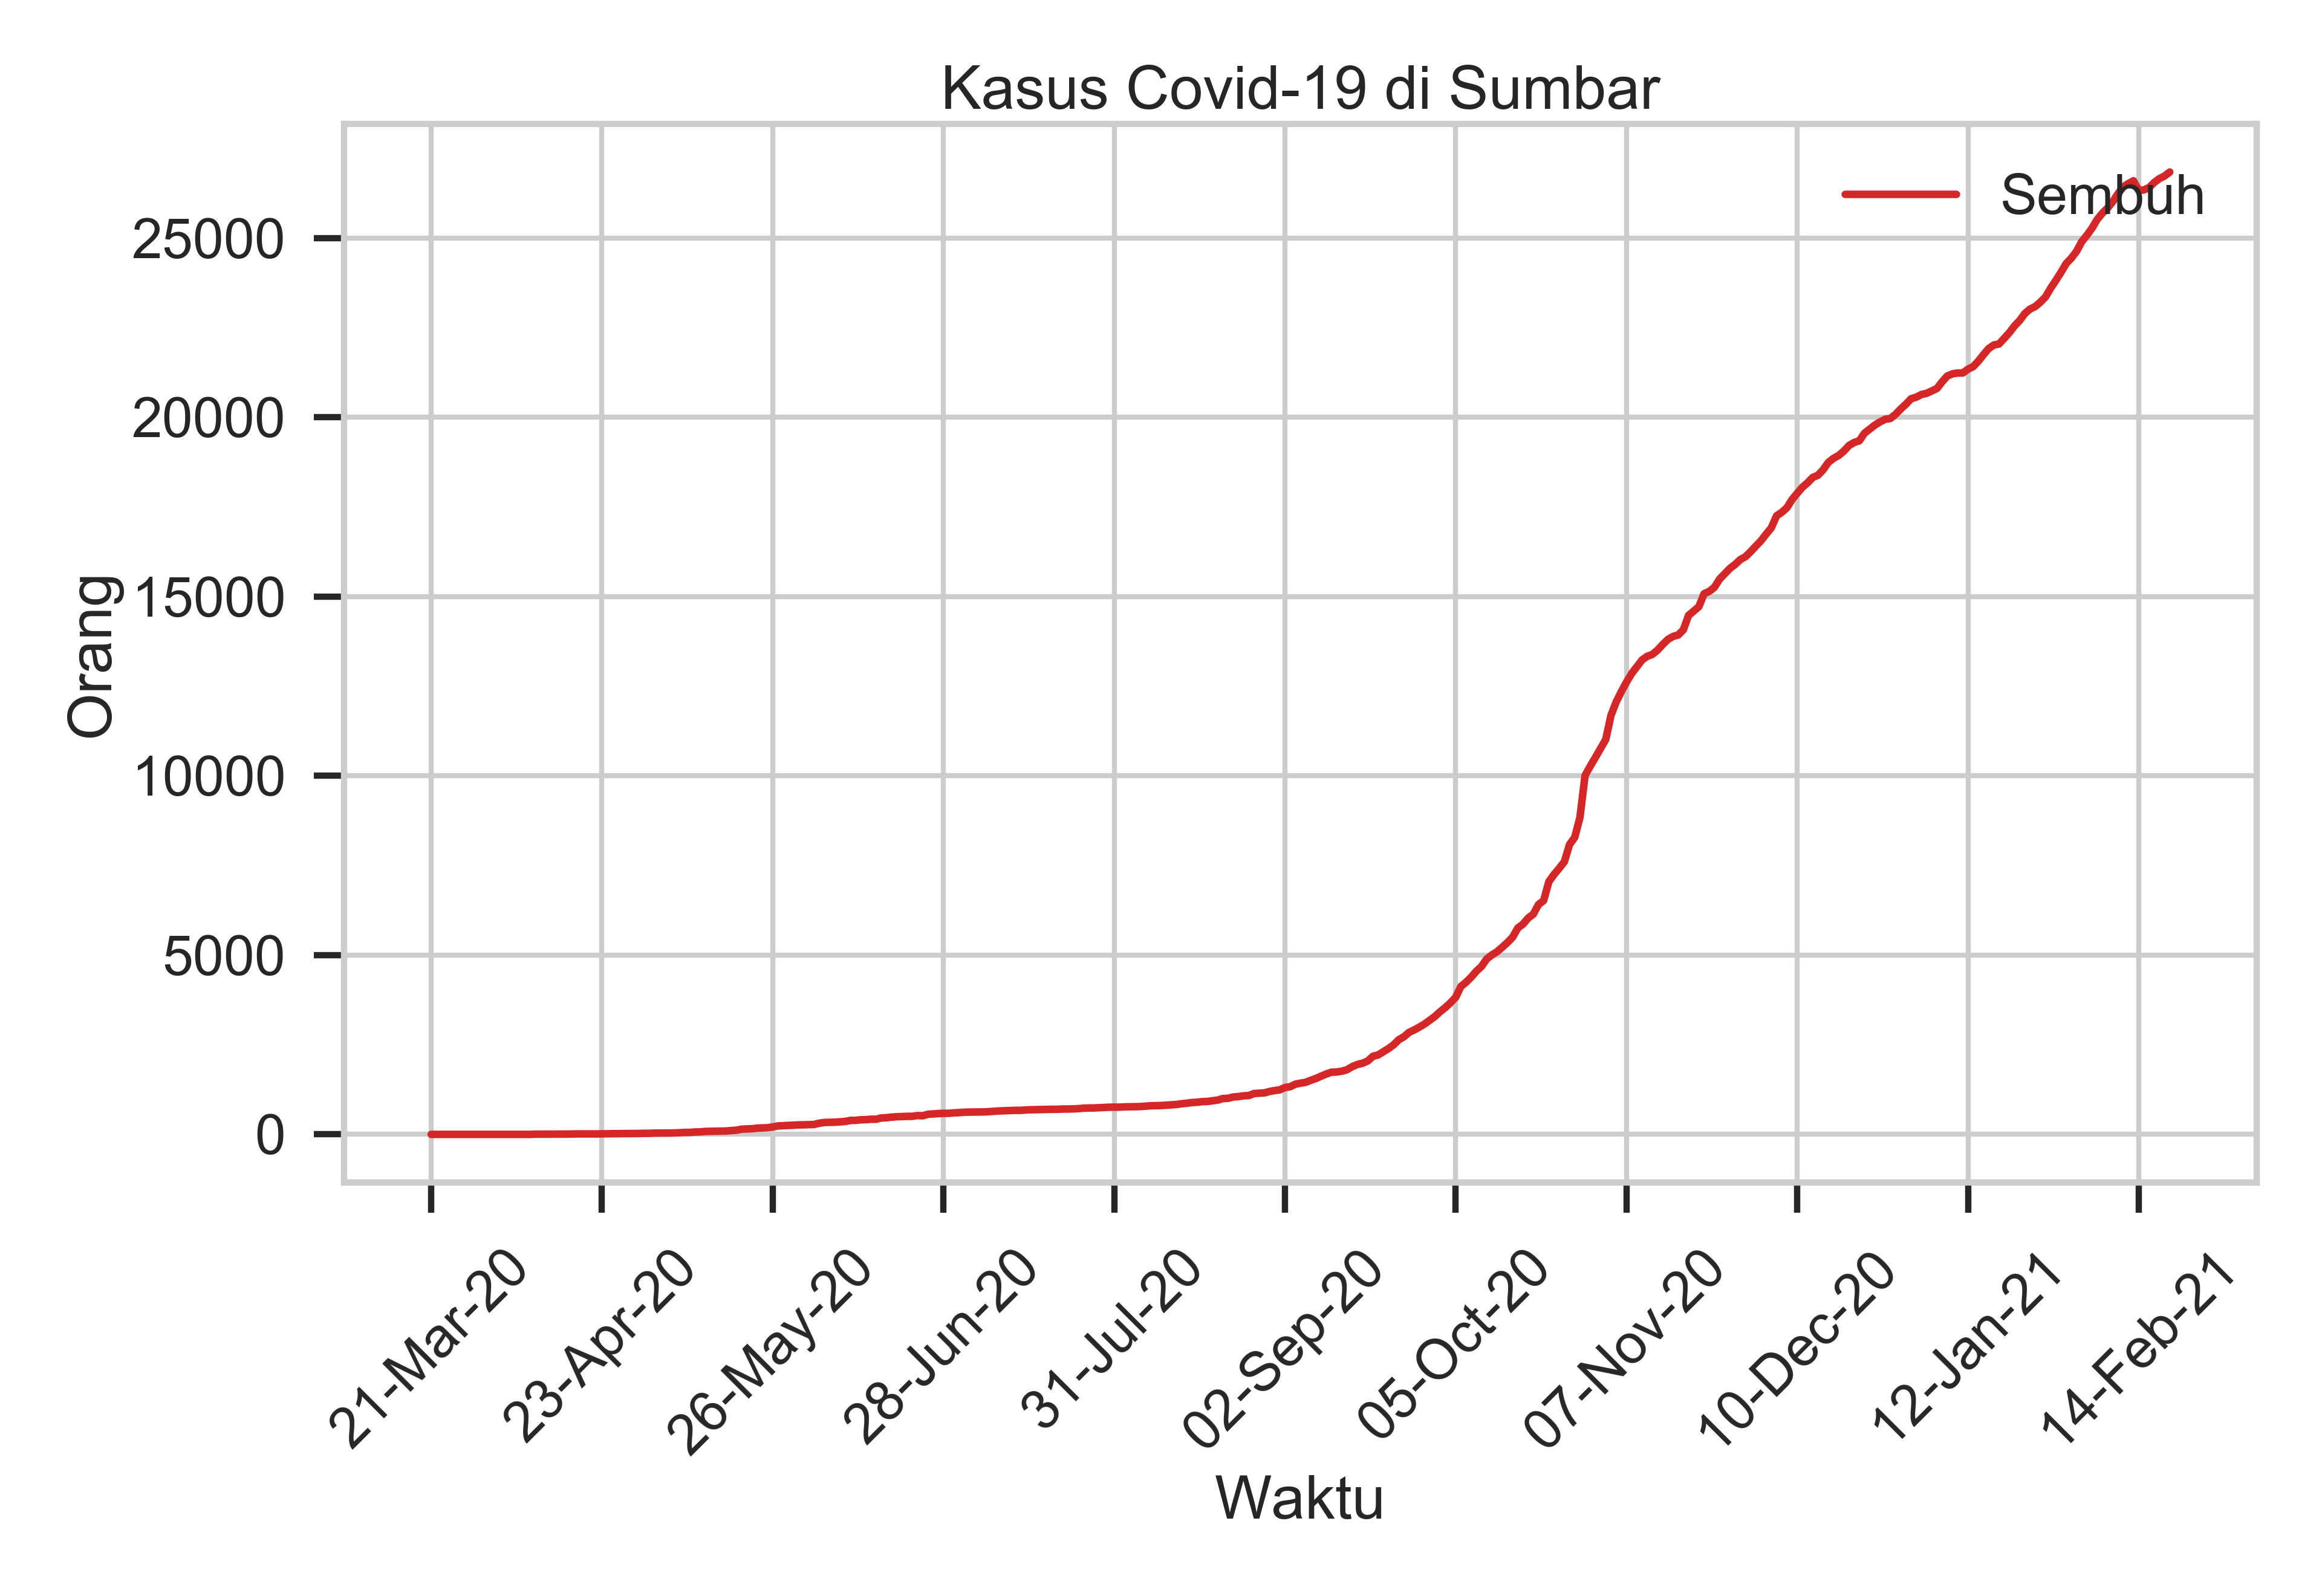 Kasus Covid-19 di Sumbar
Sembuh
25000
20000
15000
10000
5000
0
Orang
21-Mar-20
23-Apr-20
26-May-20
28-Jun-20
31-Jul-20
02-Sep-20
05-Oct-20
07-Nov-20
10-Dec-20
12-Jan-21
14-Feb-21
Waktu